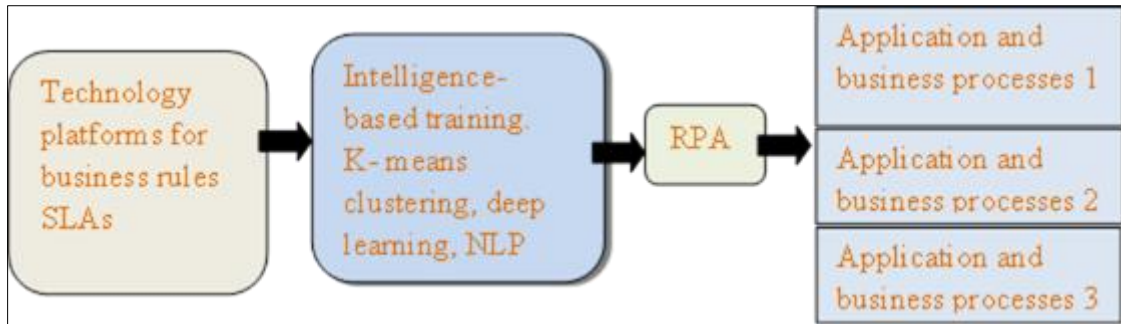 Technology
platforms for
business rules
SLAs
Intelligence-
based training.
K-means
clustering, deep
learning, NLP
RPA
Application and
business processes 1
Application and
business processes 2
Application and
business processes 3